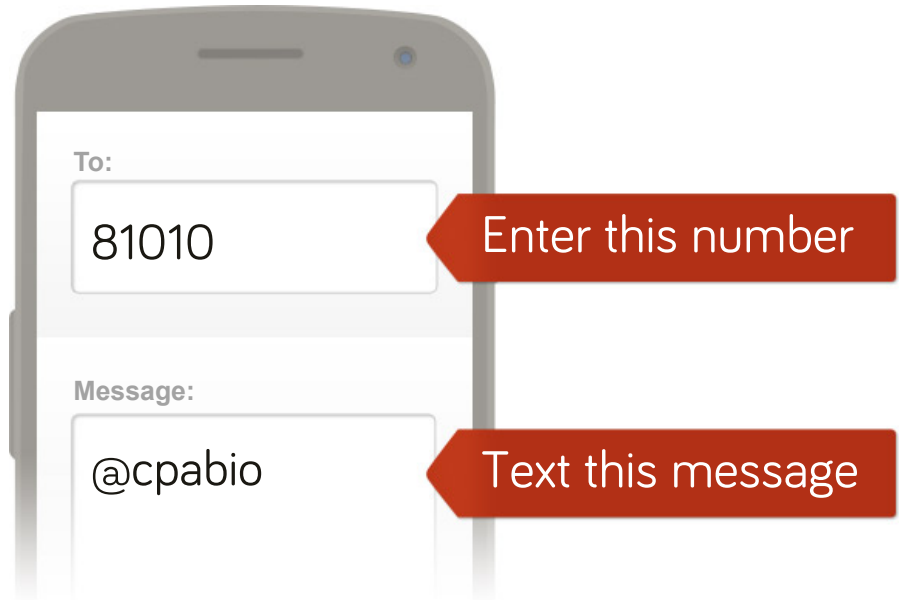 To:
81010
Enter this number
Message:
@cpabio
Text this message